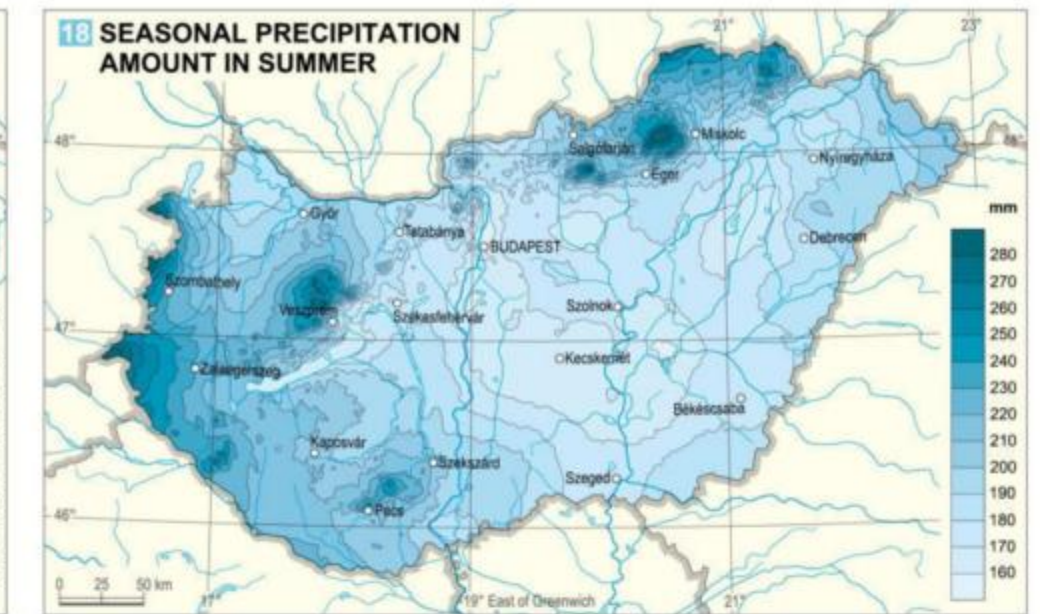 18 SEASONAL PRECIPITATION
AMOUNT IN SUMMER
21°
23°
48°
48°
Salgótarján
Miskolc
Nyíregyháza
Eger
Győr
Tatabánya
BUDAPEST
Debrecen
mm
280
270
260
250
240
230
220
210
200
190
180
170
160
Szombathely
Veszprém
Székesfehérvár
Szolnok
47°
Zalaegerszeg
Kecskemét
Békéscsaba
Kaposvár
Szekszárd
Szeged
Pécs
46°
0 25 50 km
17°
19° East of Greenwich
21°